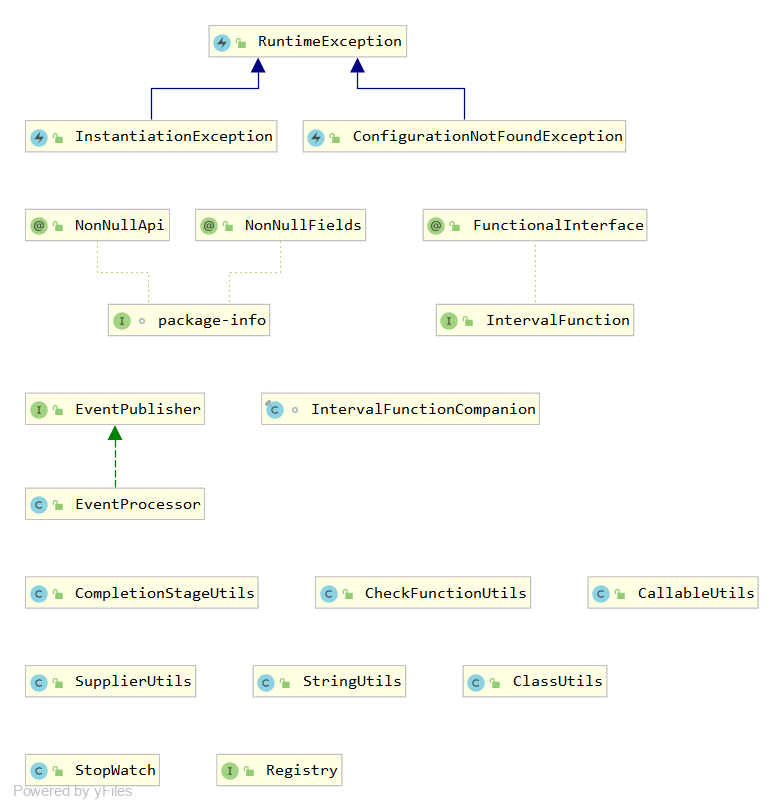 RuntimeException
InstantiationException
ConfigurationNotFoundException
NonNullApi
NonNullFields
FunctionalInterface
package-info
IntervalFunction
EventPublisher
IntervalFunctionCompanion
EventProcessor
CompletionStageUtils
CheckFunctionUtils
CallableUtils
SupplierUtils
StringUtils
ClassUtils
StopWatch
Registry
Powered by yFiles